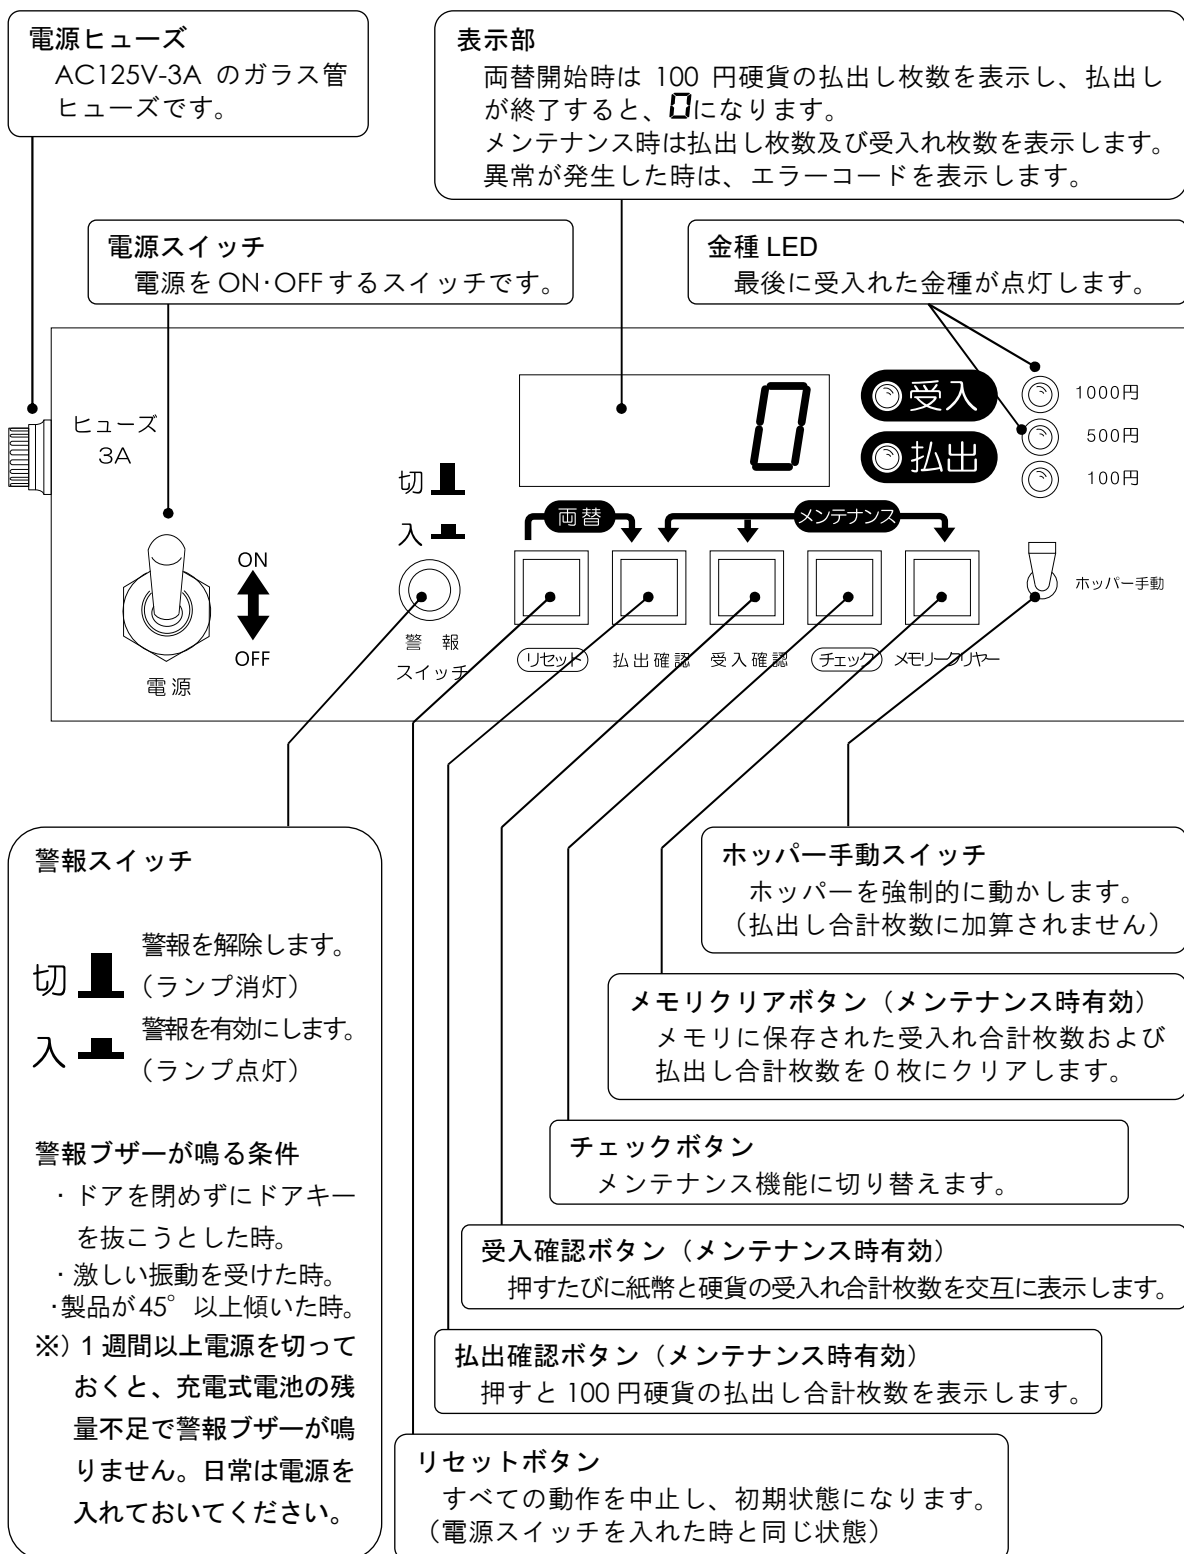 電源ヒューズ
AC125V-3A のガラス管
ヒューズです。
表示部
両替開始時は 100 円硬貨の払出し枚数を表示し、払出し
が終了すると、0になります。
メンテナンス時は払出し枚数及び受入れ枚数を表示します。
異常が発生した時は、エラーコードを表示します。
電源スイッチ
電源を ON･OFF するスイッチです。
金種 LED
最後に受入れた金種が点灯します。
ヒューズ
3A
切
入
0
受入
払出
1000円
500円
100円
両替
メンテナンス
ON
OFF
電源
警 報
スイッチ
リセット
払出確認
受入確認
チェック
メモリークリヤー
ホッパー手動
警報スイッチ
切
警報を解除します。
（ランプ消灯）
入
警報を有効にします。
（ランプ点灯）
警報ブザーが鳴る条件
・ドアを閉めずにドアキー
を抜こうとした時。
・激しい振動を受けた時。
・製品が45° 以上傾いた時。
※）1 週間以上電源を切って
おくと、充電式電池の残
量不足で警報ブザーが鳴
りません。日常は電源を
入れておいてください。
ホッパー手動スイッチ
ホッパーを強制的に動かします。
（払出し合計枚数に加算されません）
メモリクリアボタン（メンテナンス時有効）
メモリに保存された受入れ合計枚数および
払出し合計枚数を０枚にクリアします。
チェックボタン
メンテナンス機能に切り替えます。
受入確認ボタン（メンテナンス時有効）
押すたびに紙幣と硬貨の受入れ合計枚数を交互に表示します。
払出確認ボタン（メンテナンス時有効）
押すと 100 円硬貨の払出し合計枚数を表示します。
リセットボタン
すべての動作を中止し、初期状態になります。
（電源スイッチを入れた時と同じ状態）